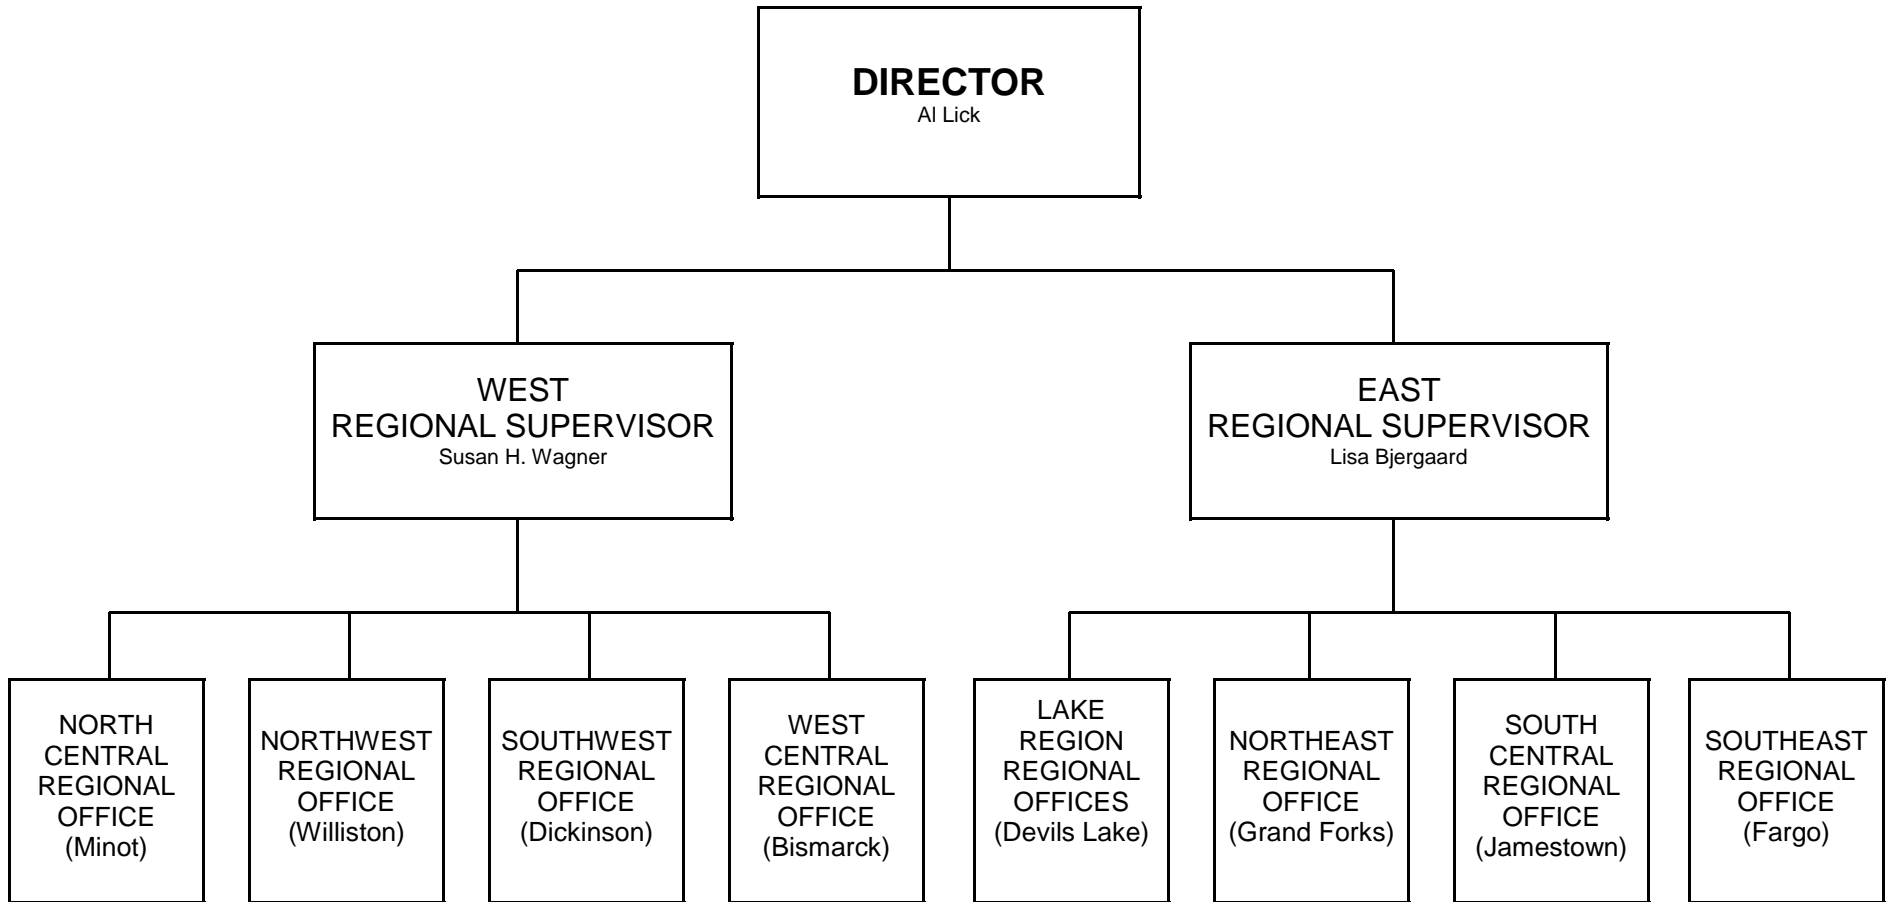 DIRECTOR
Al Lick
WEST
REGIONAL SUPERVISOR
Susan H. Wagner
EAST
REGIONAL SUPERVISOR
Lisa Bjergaard
NORTH
CENTRAL
REGIONAL
OFFICE
(Minot)
NORTHWEST
REGIONAL
OFFICE
(Williston)
SOUTHWEST
REGIONAL
OFFICE
(Dickinson)
WEST
CENTRAL
REGIONAL
OFFICE
(Bismarck)
LAKE
REGION
REGIONAL
OFFICES
(Devils Lake)
NORTHEAST
REGIONAL
OFFICE
(Grand Forks)
SOUTH
CENTRAL
REGIONAL
OFFICE
(Jamestown)
SOUTHEAST
REGIONAL
OFFICE
(Fargo)